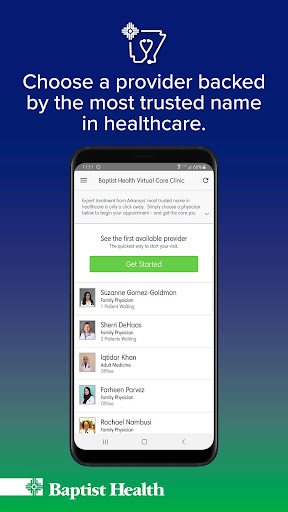 Choose a provider backed
by the most trusted name
in healthcare.
11:11
Baptist Health Virtual Care Clinic
Expert treatment from Arkansas' most trusted name in
healthcare is only a click away. Simply choose a physician
below to begin your appointment - and get the care you
See the first available provider
The quickest way to start your visit.
Get Started
Suzanne Gomez-Goldman
Family Physician
1 Patient Waiting
Sherri DeHaas
Family Physician
3 Patients Waiting
Iqtidar Khan
Adult Medicine
Offline
Farheen Parvez
Family Physician
Offline
Rachael Nambusi
Family Physician
Baptist Health